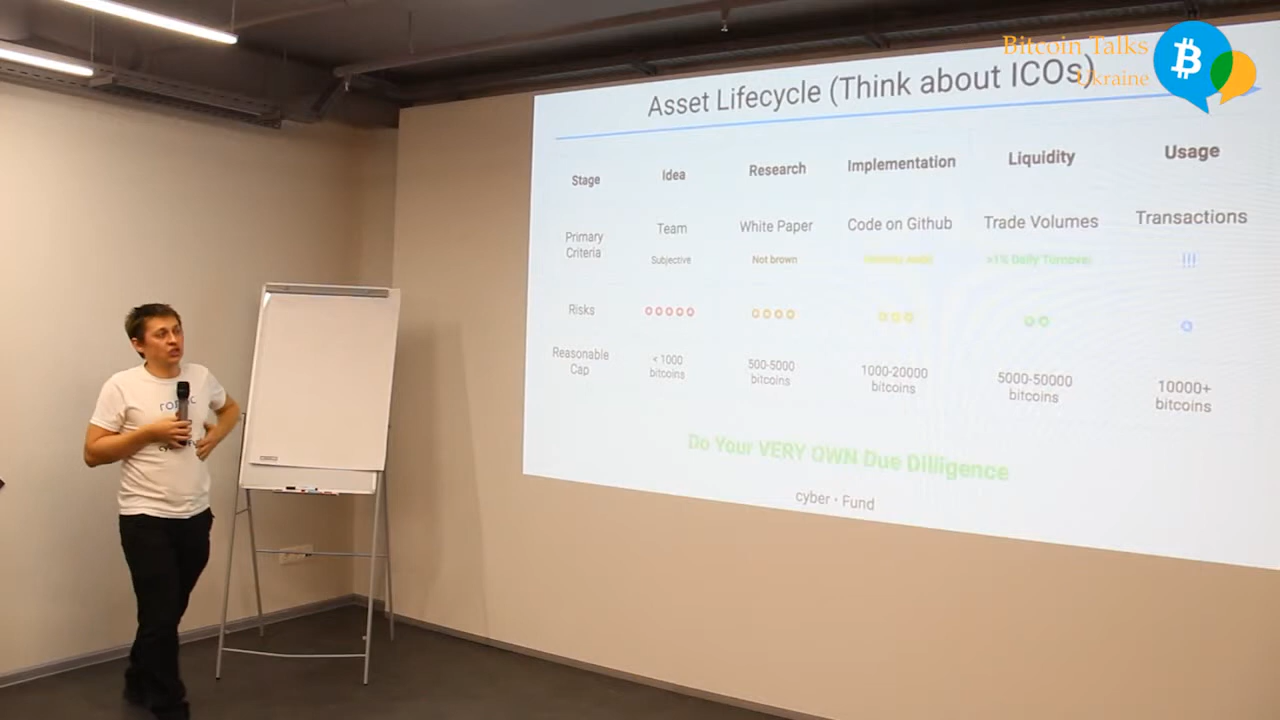 Bitcoin Talks
Ukraine
Asset Lifecycle (Think about ICOs)
Stage Idea Research Implementation Liquidity Usage
Primary Criteria Team White Paper Code on Github Trade Volumes Transactions
Subjective Not brown >1% Daily Turnover !!!
Risks
Reasonable Cap < 1000 bitcoins 500-5000 bitcoins 1000-20000 bitcoins 5000-50000 bitcoins 10000+ bitcoins
Do Your VERY OWN Due Dilligence
cyber · Fund